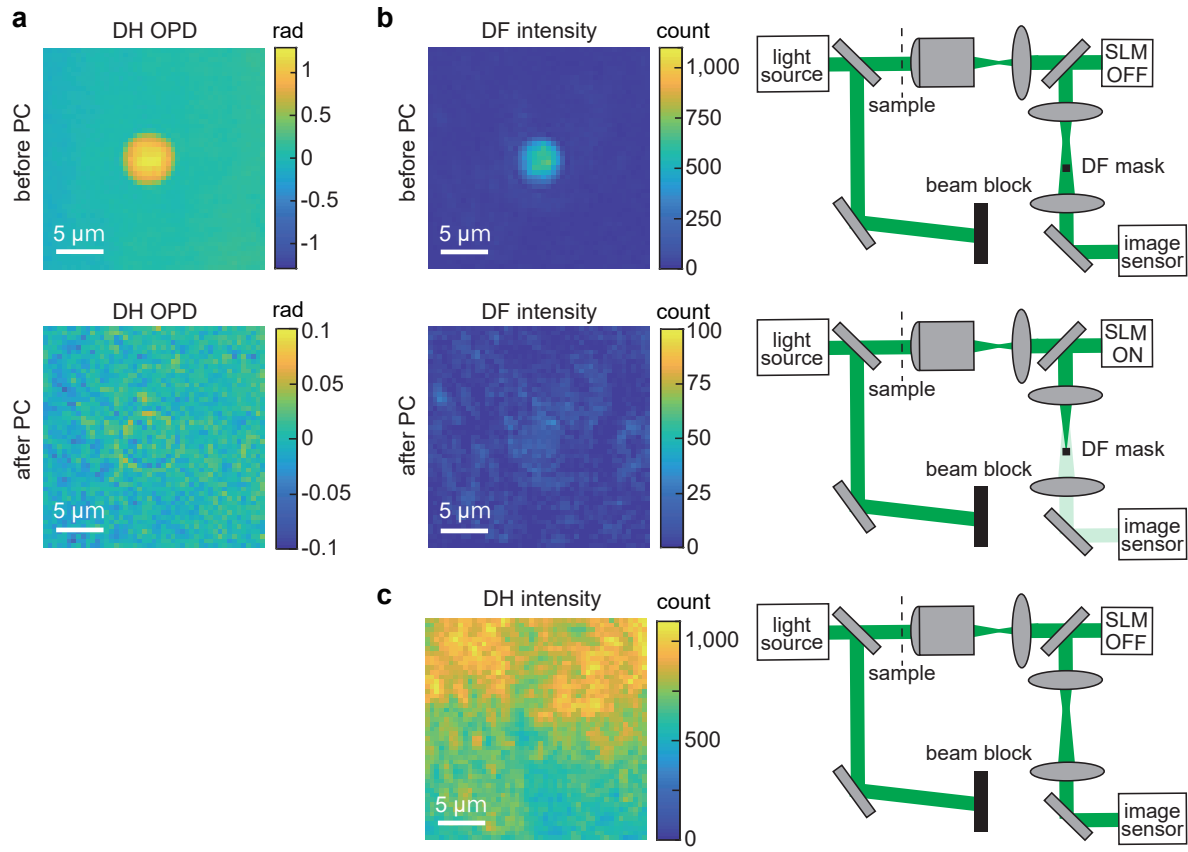 a
DH OPD
rad
before PC
1
0.5
0
-0.5
-1
5 µm
DH OPD
rad
after PC
0.1
0.05
0
-0.05
-0.1
5 µm
b
DF intensity
count
before PC
1,000
750
500
250
0
5 µm
light
source
sample
SLM
OFF
DF mask
beam block
image
sensor
DF intensity
count
after PC
100
75
50
25
0
5 µm
light
source
sample
SLM
ON
DF mask
beam block
image
sensor
c
DH intensity
count
1,000
500
0
5 µm
light
source
sample
SLM
OFF
beam block
image
sensor